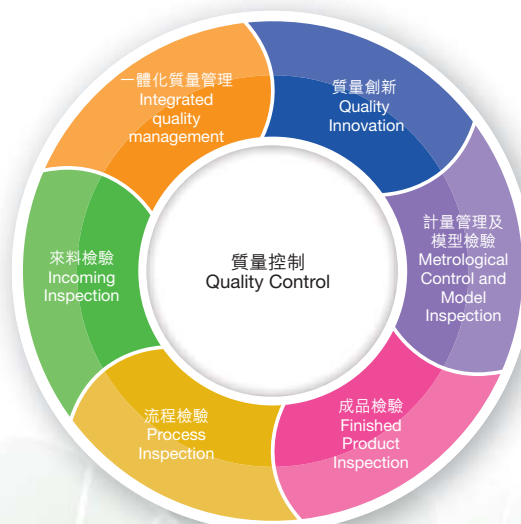 一體化質量管理
Integrated
quality
management
質量創新
Quality
Innovation
計量管理及
模型檢驗
Metrological
Control and
Model
Inspection
成品檢驗
Finished
Product
Inspection
流程檢驗
Process
Inspection
來料檢驗
Incoming
Inspection
質量控制
Quality Control